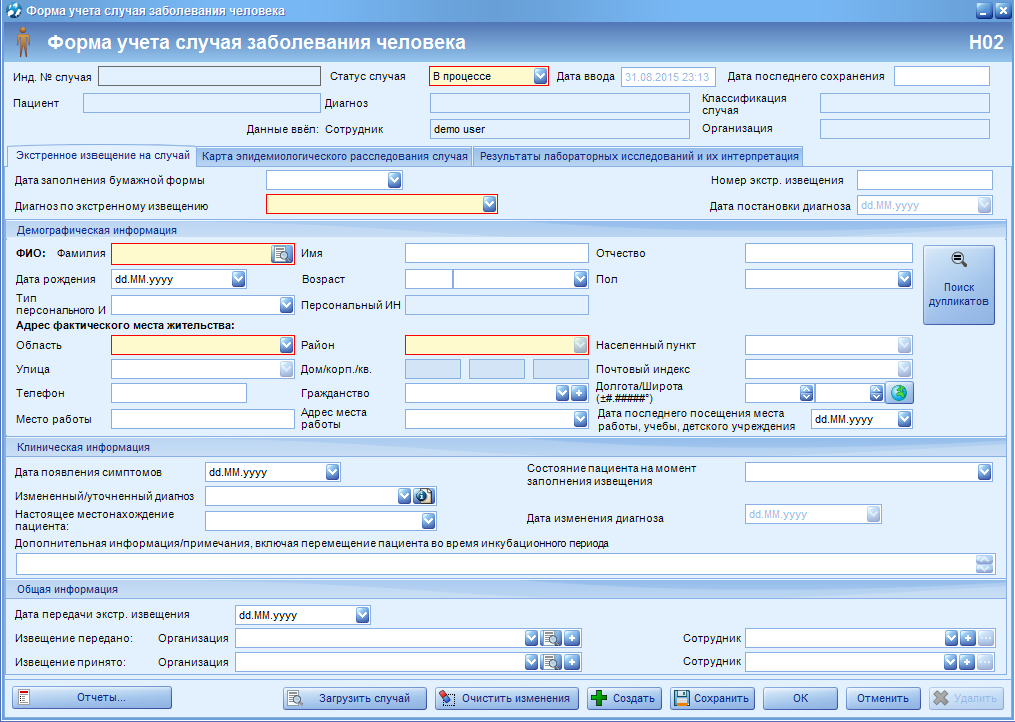 Форма учета случая заболевания человека
Форма учета случая заболевания человека H02
Инд. № случая Статус случая В процессе Дата ввода 31.08.2015 23:13 Дата последнего сохранения
Пациент Диагноз Классификация
случая
Данные ввёл: Сотрудник demo user Организация
Экстренное извещение на случай Карта эпидемиологического расследования случая Результаты лабораторных исследований и их интерпретация
Дата заполнения бумажной формы Номер экстр. извещения
Диагноз по экстренному извещению Дата постановки диагноза dd.MM.yyyy
Демографическая информация
ФИО: Фамилия Имя Отчество
Дата рождения dd.MM.yyyy Возраст Пол
Поиск
дупликатов
Тип
персонального И Персональный ИН
Адрес фактического места жительства:
Область Район Населенный пункт
Улица Дом/корп./кв. Почтовый индекс
Телефон Гражданство Долгота/Широта
(±#.#####°)
Место работы Адрес места
работы Дата последнего посещения места
работы, учебы, детского учреждения dd.MM.yyyy
Клиническая информация
Дата появления симптомов dd.MM.yyyy Состояние пациента на момент
заполнения извещения
Измененный/уточненный диагноз
Настоящее местонахождение
пациента: Дата изменения диагноза dd.MM.yyyy
Дополнительная информация/примечания, включая перемещение пациента во время инкубационного периода
Общая информация
Дата передачи экстр. извещения dd.MM.yyyy
Извещение передано: Организация Сотрудник
Извещение принято: Организация Сотрудник
Отчеты... Загрузить случай Очистить изменения Создать Сохранить OK Отменить Удалить